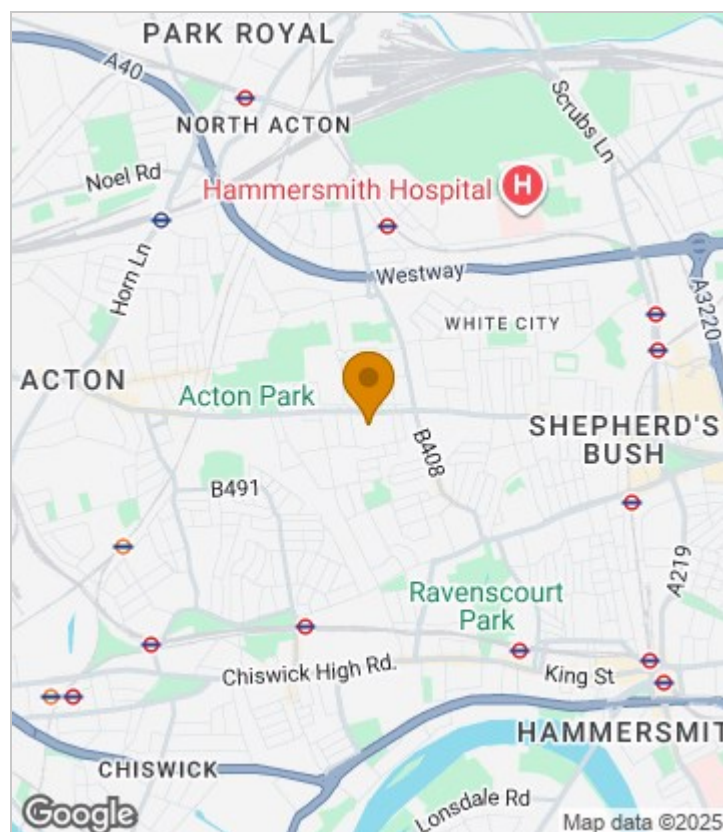 PARK ROYAL
A40
NORTH ACTON
Scrubs Ln
Noel Rd
Hammersmith Hospital
H
Horn Ln
Westway
A3220
WHITE CITY
ACTON
Acton Park
SHEPHERD'S
BUSH
B408
B491
A219
Ravenscourt
Park
Chiswick High Rd.
King St
HAMMERSMIT
CHISWICK
Lonsdale Rd
Google
Map data ©2025